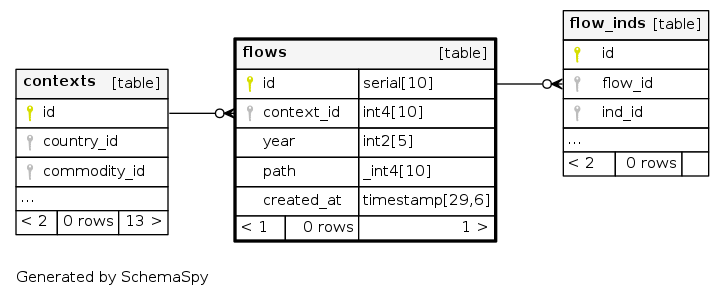 contexts [table]
id
country_id
commodity_id
...
< 2 0 rows 13 >
flows [table]
id serial[10]
context_id int4[10]
year int2[5]
path _int4[10]
created_at timestamp[29,6]
< 1 0 rows 1 >
flow_inds [table]
id
flow_id
ind_id
...
< 2 0 rows
Generated by SchemaSpy